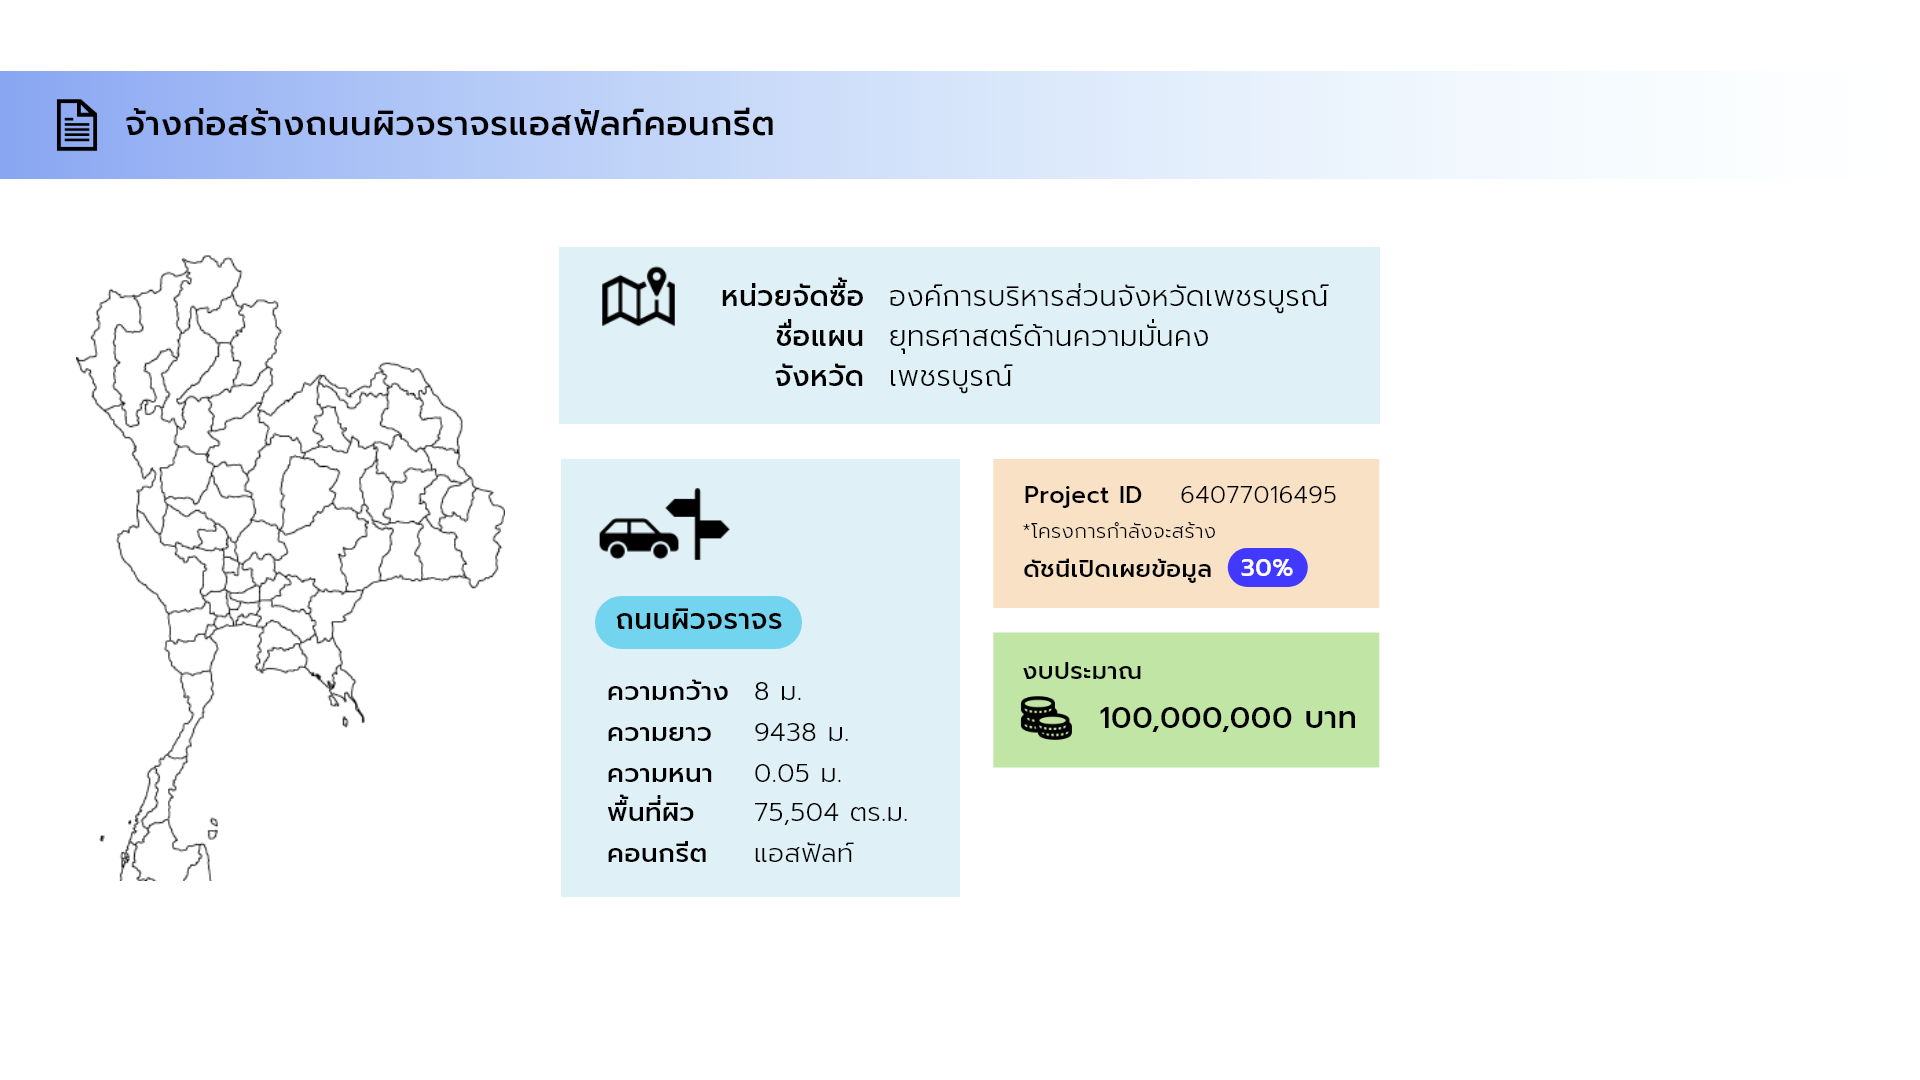 จ้างก่อสร้างถนนผิวจราจรแอสฟัลท์คอนกรีต
หน่วยจัดซื้อ องค์การบริหารส่วนจังหวัดเพชรบูรณ์
ชื่อแผน ยุทธศาสตร์ด้านความมั่นคง
จังหวัด เพชรบูรณ์
ถนนผิวจราจร
ความกว้าง 8 ม.
ความยาว 9438 ม.
ความหนา 0.05 ม.
พื้นที่ผิว 75,504 ตร.ม.
คอนกรีต แอสฟัลท์
Project ID 64077016495
*โครงการกำลังจะสร้าง
ดัชนีเปิดเผยข้อมูล 30%
งบประมาณ
100,000,000 บาท